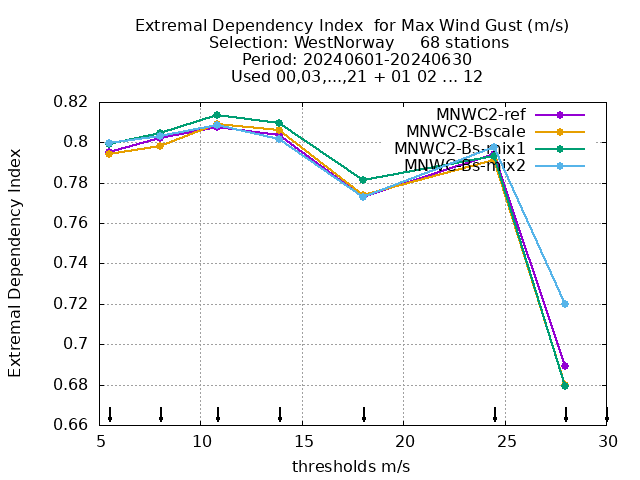 Extremal Dependency Index  for Max Wind Gust (m/s)
Selection: WestNorway     68 stations
Period: 20240601-20240630
Used 00,03,...,21 + 01 02 ... 12
MNWC2-ref
MNWC2-Bscale
MNWC2-Bs-mix1
MNWC-Bs-mix2
Extremal Dependency Index
0.82
0.8
0.78
0.76
0.74
0.72
0.7
0.68
0.66
5 10 15 20 25 30
thresholds m/s